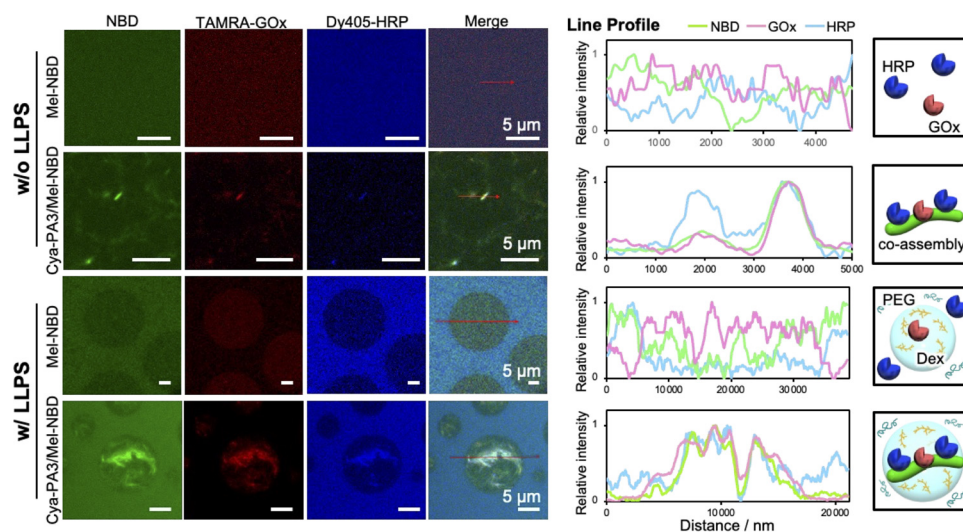 NBD TAMRA-GOx Dy405-HRP Merge
w/o LLPS
Mel-NBD
5 µm
Cya-PA3/Mel-NBD
5 µm
w/ LLPS
Mel-NBD
5 µm
Cya-PA3/Mel-NBD
5 µm
Line Profile
NBD GOx HRP
Relative intensity
1
0
0 1000 2000 3000 4000
HRP
GOx
Relative intensity
1
0
0 1000 2000 3000 4000 5000
co-assembly
Relative intensity
1
0
0 10000 20000 30000
PEG
Dex
Relative intensity
1
0
0 10000 20000
Distance / nm